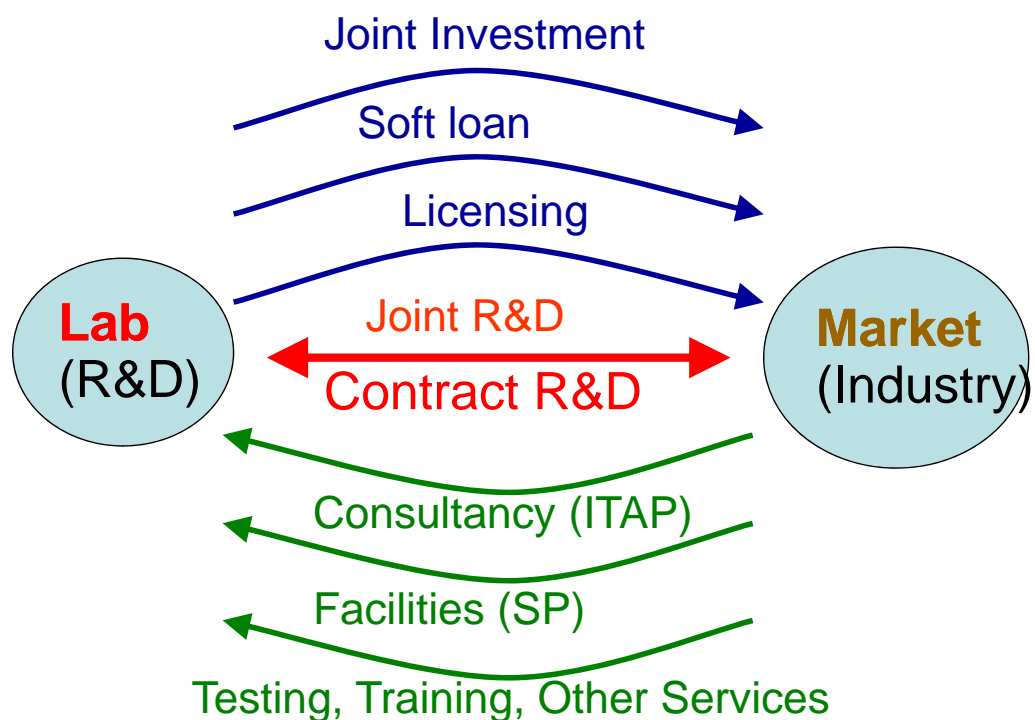 Joint Investment
Soft loan
Licensing
Lab
(R&D)
Joint R&D
Contract R&D
Market
(Industry)
Consultancy (ITAP)
Facilities (SP)
Testing, Training, Other Services